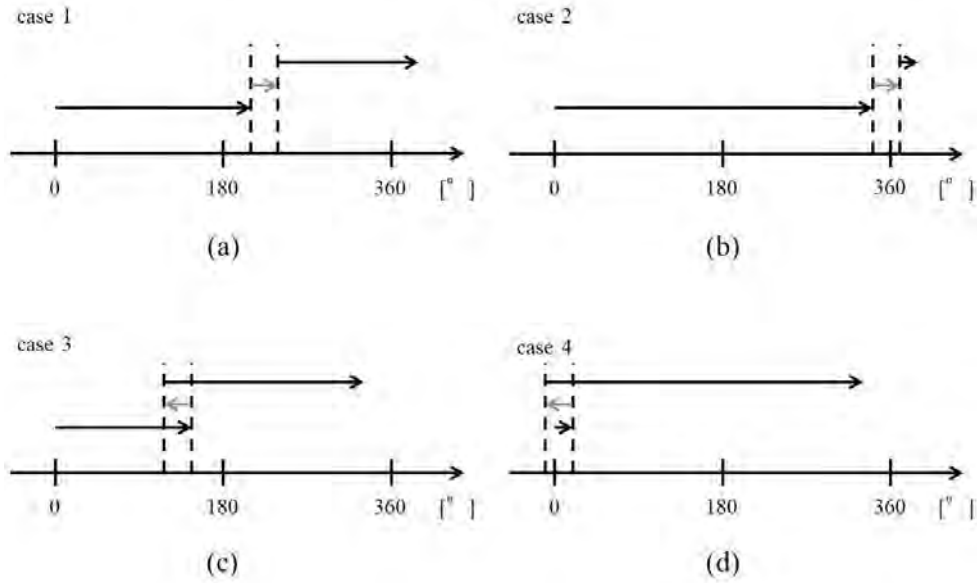 case 1
case 2
0 180 360 [° ]
0 180 360 [° ]
(a)
(b)
case 3
case 4
0 180 360 [° ]
0 180 360 [° ]
(c)
(d)